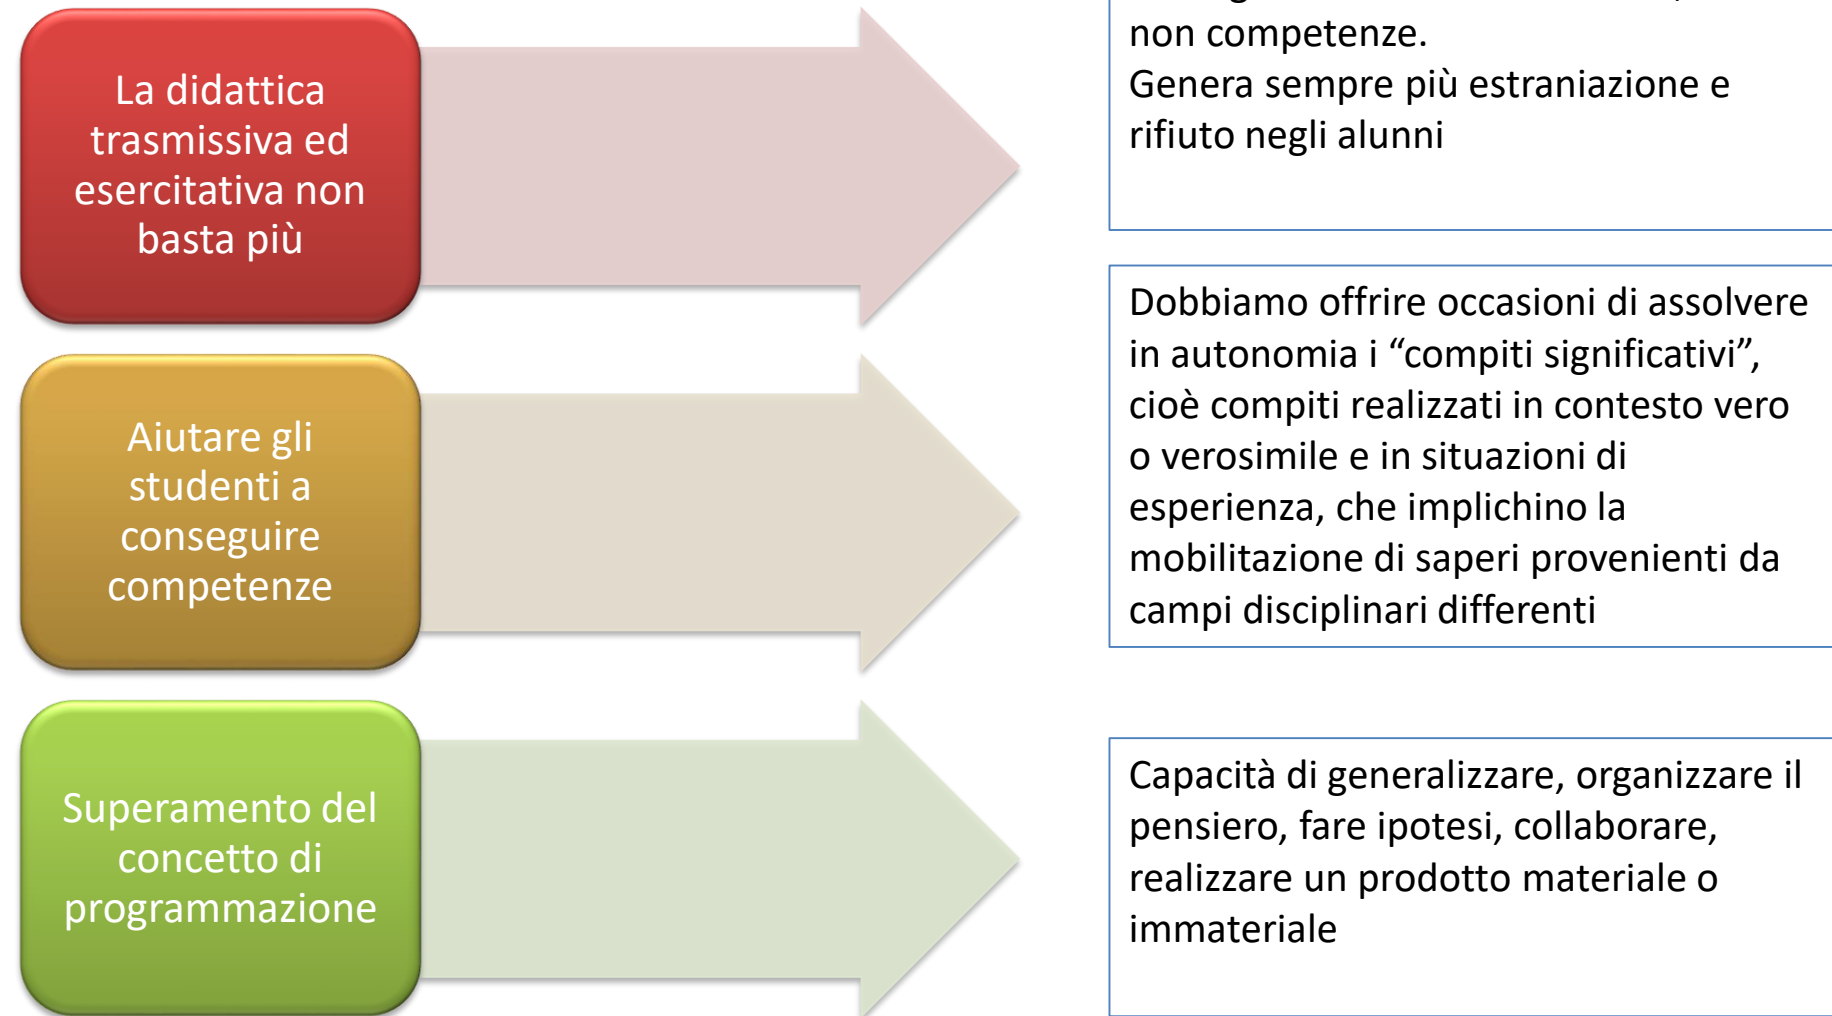 La didattica
trasmissiva ed
esercitativa non
basta più
non competenze.
Genera sempre più estraniazione e
rifiuto negli alunni
Aiutare gli
studenti a
conseguire
competenze
Dobbiamo offrire occasioni di assolvere
in autonomia i “compiti significativi”,
cioè compiti realizzati in contesto vero
o verosimile e in situazioni di
esperienza, che implichino la
mobilitazione di saperi provenienti da
campi disciplinari differenti
Superamento del
concetto di
programmazione
Capacità di generalizzare, organizzare il
pensiero, fare ipotesi, collaborare,
realizzare un prodotto materiale o
immateriale